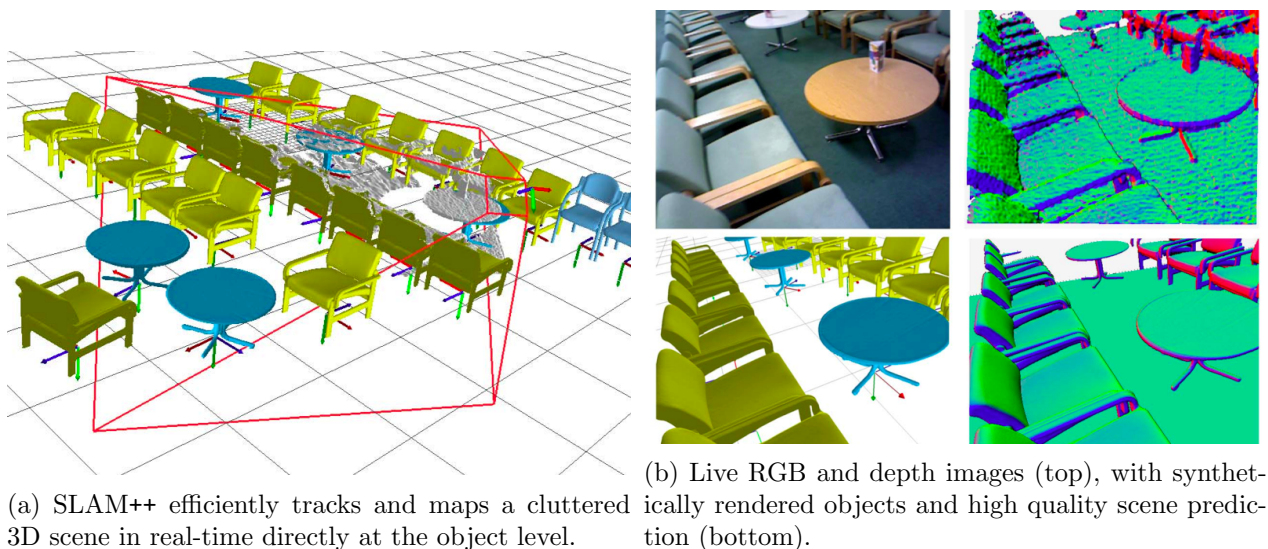 (a) SLAM++ efficiently tracks and maps a cluttered
3D scene in real-time directly at the object level.
(b) Live RGB and depth images (top), with synthet-
ically rendered objects and high quality scene predic-
tion (bottom).